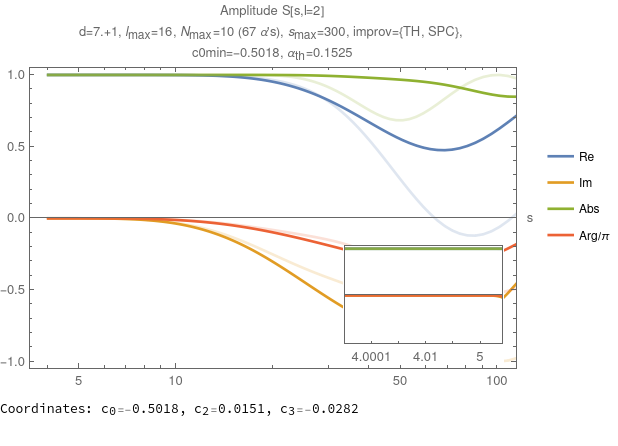 Amplitude S[s,l=2]
d=7.+1, lmax=16, Nmax=10 (67 α's), smax=300, improv={TH, SPC},
c0min=-0.5018, αth=0.1525
1.0
0.5
0.0
-0.5
-1.0
s
Re
Im
Abs
Arg/π
4.0001 4.01 5
5 10 50 100
Coordinates: c0=-0.5018, c2=0.0151, c3=-0.0282